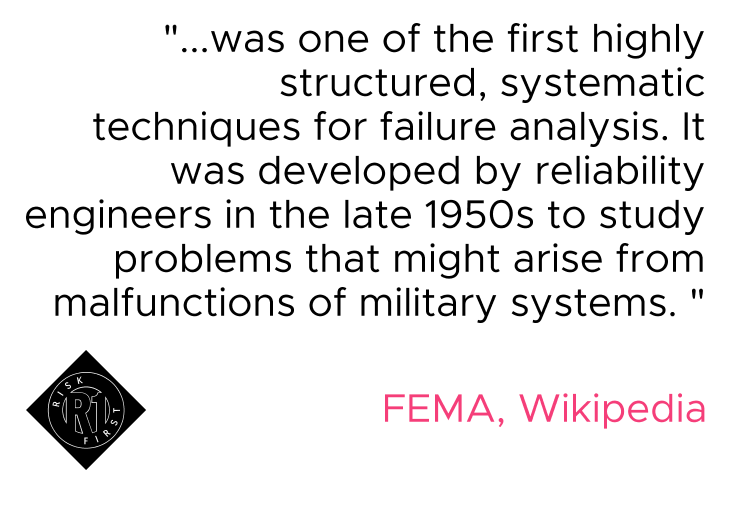 "...was one of the first highly
structured, systematic
techniques for failure analysis. It
was developed by reliability
engineers in the late 1950s to study
problems that might arise from
malfunctions of military systems. "
RISK
R1
FIRST
FEMA, Wikipedia